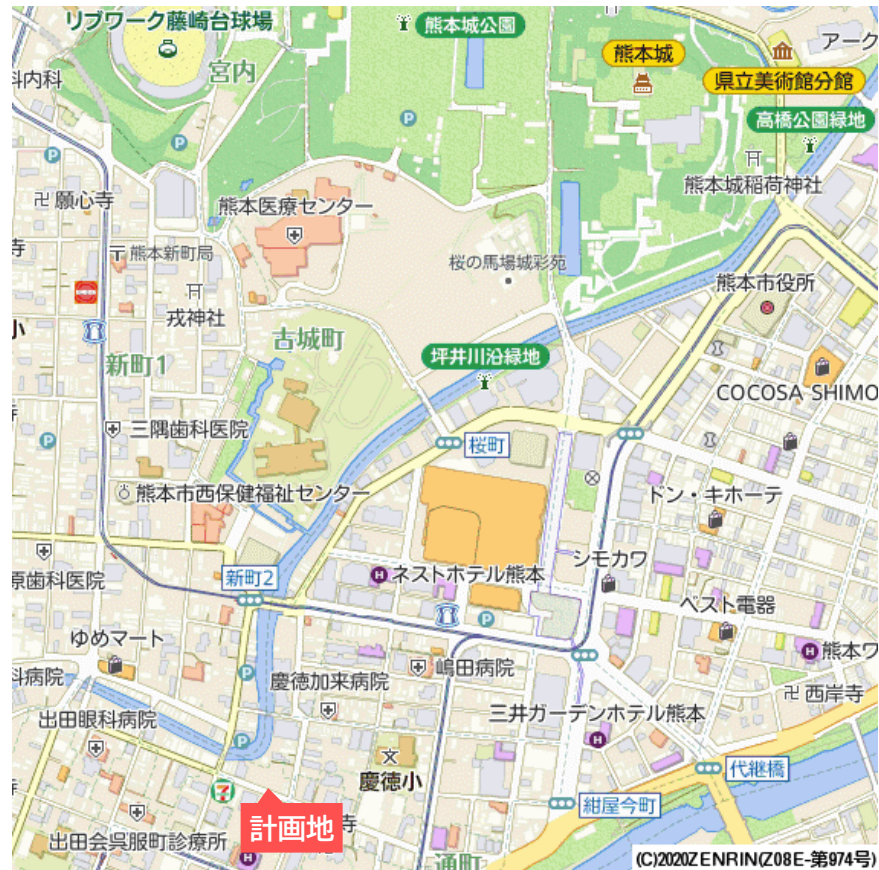 リブワーク藤崎台球場
熊本城公園
熊本城
アーク
宮内
科内科
県立美術館分館
高橋公園緑地
P
P
P
卍 願心寺
熊本医療センター
熊本城稲荷神社
寺
熊本新町局
桜の馬場城彩苑
熊本市役所
戎神社
小
古城町
新町1
坪井川沿緑地
COCOSA SHIMO
三隅歯科医院
P
桜町
熊本市西保健福祉センター
ドン・キホーテ
シモカワ
原歯科医院
新町2
H ネストホテル熊本
ベスト電器
P
ゆめマート
H 熊本ワ
科病院
P
慶徳加来病院
嶋田病院
卍 西岸寺
出田眼科病院
三井ガーデンホテル熊本
P
H
文
慶徳小
代継橋
7
紺屋今町
計画地
寺
出田会呉服町診療所
H
通町
(C)2020ZENRIN(Z08E-第974号)